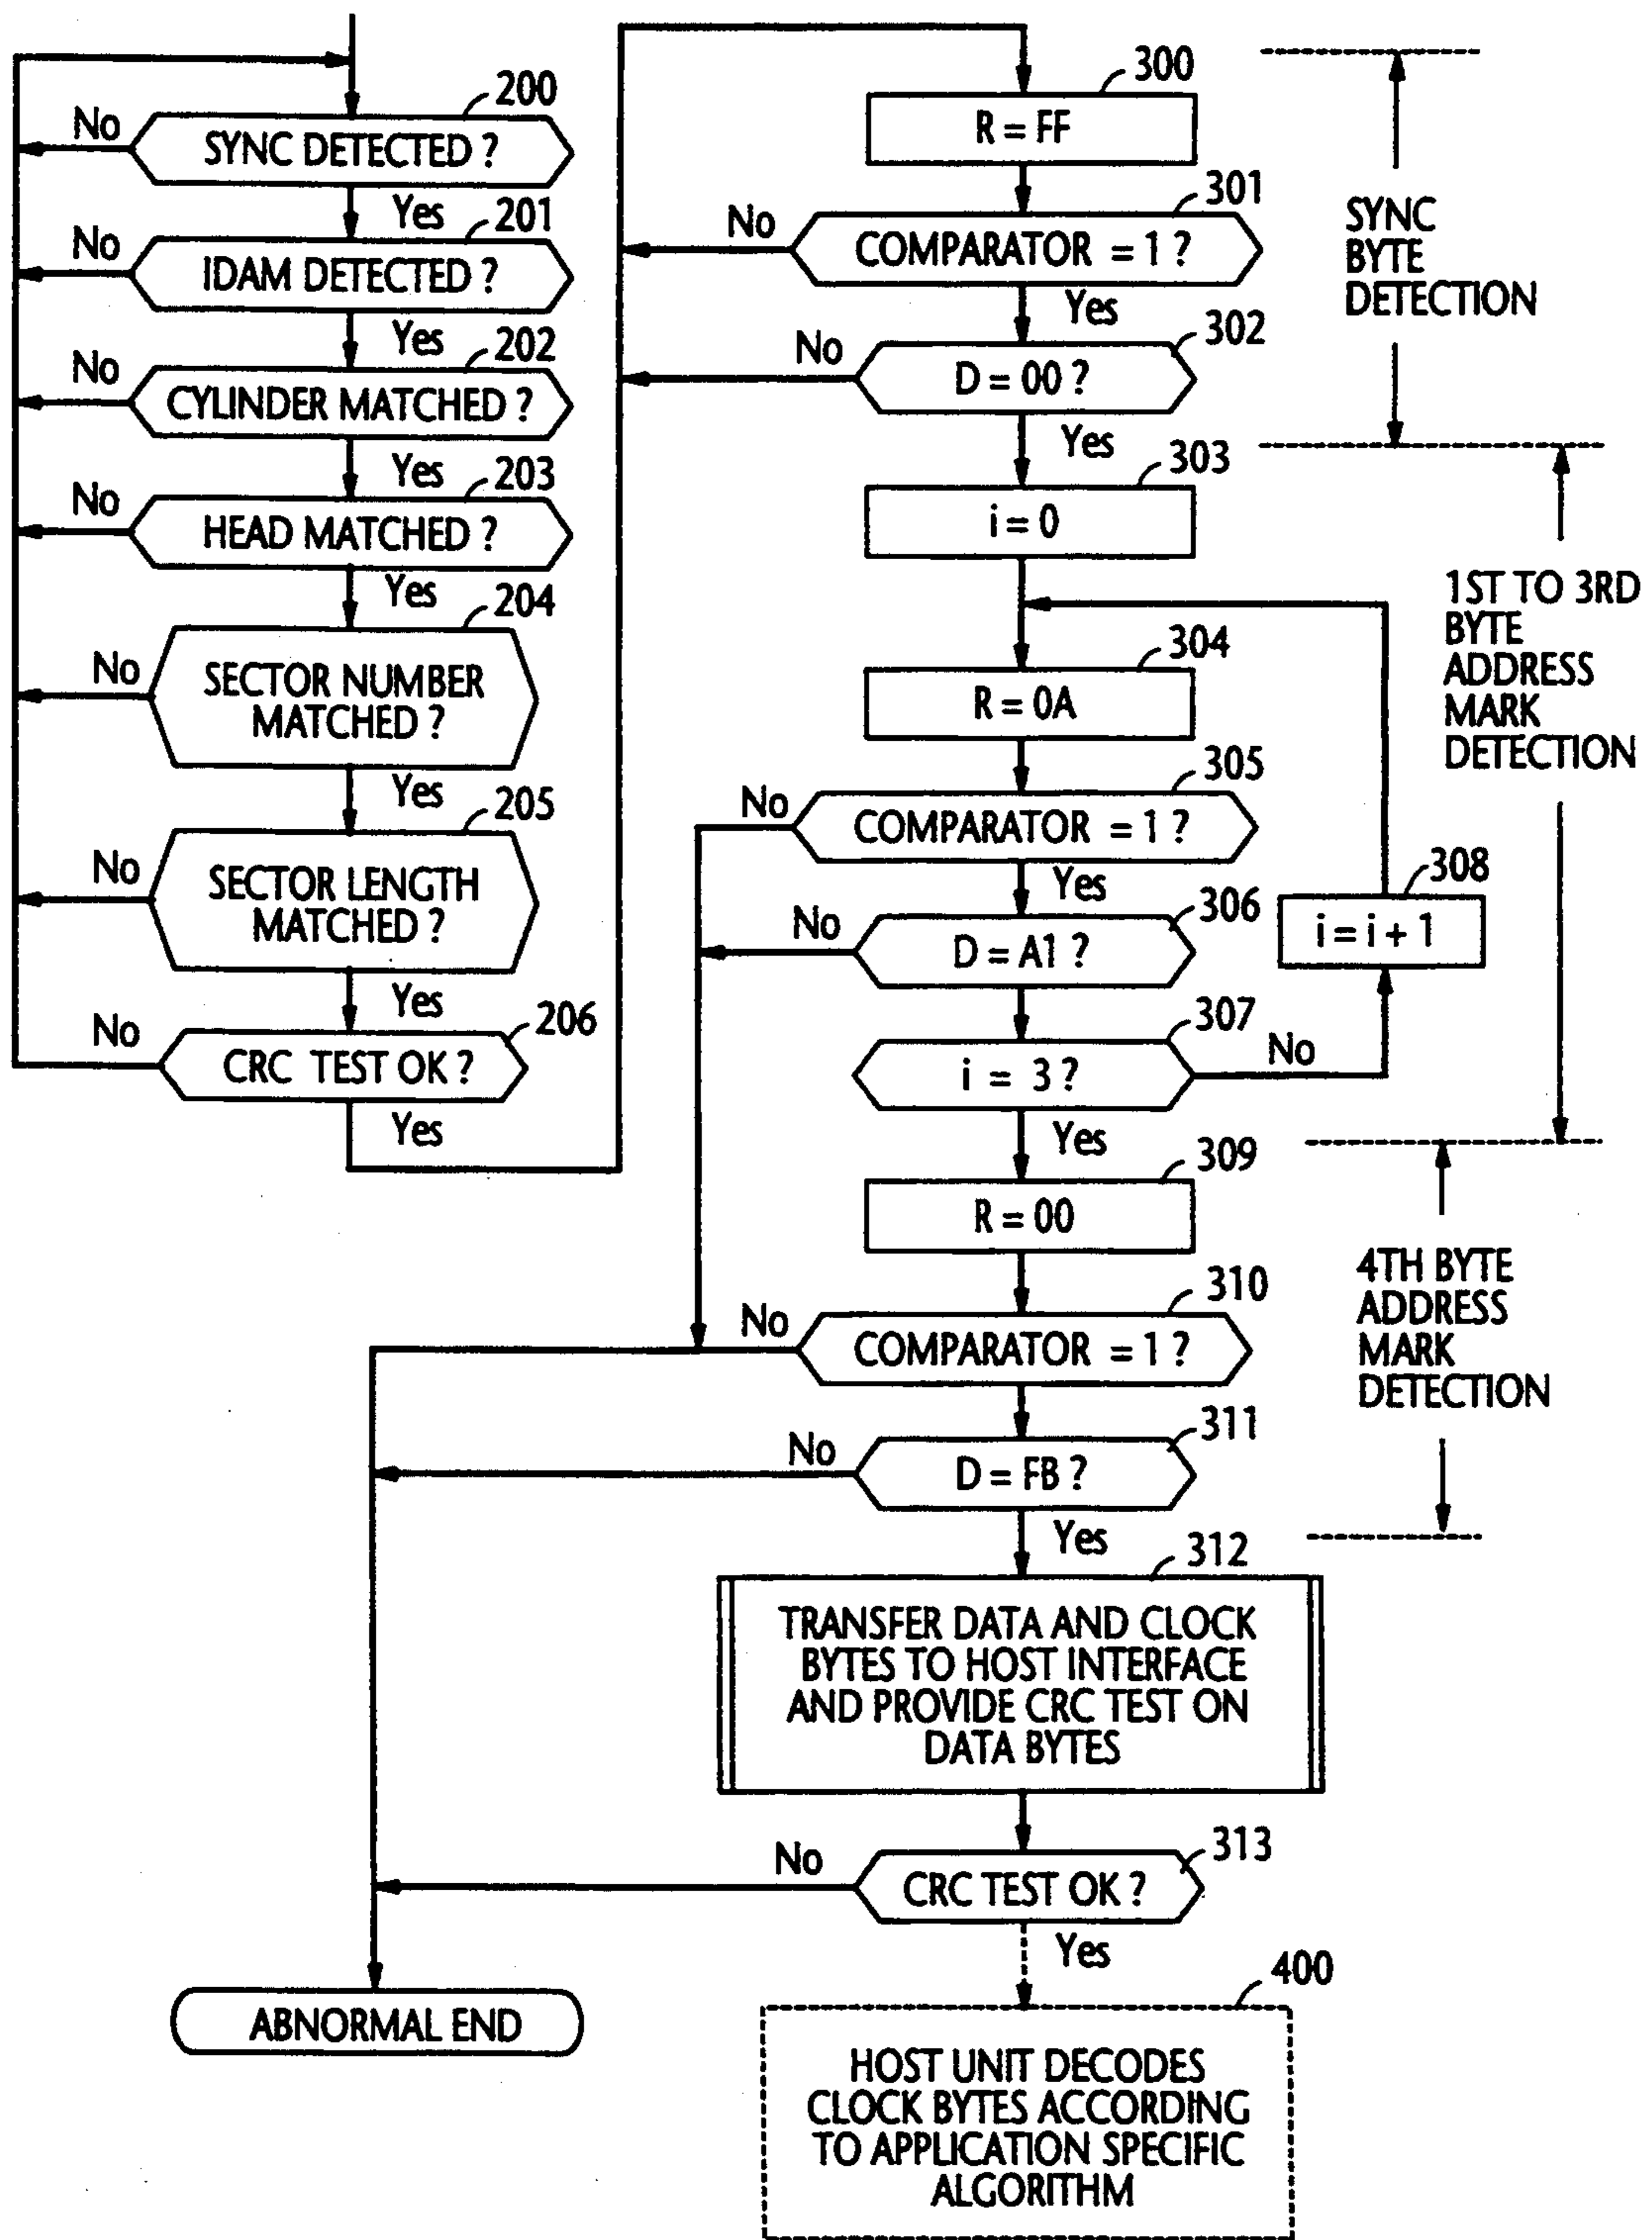 200
No
SYNC DETECTED ?
Yes
201
No
IDAM DETECTED ?
Yes
202
No
CYLINDER MATCHED ?
Yes
203
No
HEAD MATCHED ?
Yes
204
No
SECTOR NUMBER
MATCHED ?
Yes
205
No
SECTOR LENGTH
MATCHED ?
Yes
206
No
CRC TEST OK ?
Yes
300
R = FF
301
No
COMPARATOR = 1 ?
Yes
302
No
D = 00 ?
Yes
SYNC
BYTE
DETECTION
303
i = 0
304
R = 0A
305
No
COMPARATOR = 1 ?
Yes
306
No
D = A1 ?
307
i = 3 ?
No
308
i = i + 1
Yes
1ST TO 3RD
BYTE
ADDRESS
MARK
DETECTION
309
R = 00
310
No
COMPARATOR = 1 ?
311
No
D = FB ?
Yes
4TH BYTE
ADDRESS
MARK
DETECTION
312
TRANSFER DATA AND CLOCK
BYTES TO HOST INTERFACE
AND PROVIDE CRC TEST ON
DATA BYTES
313
No
CRC TEST OK ?
Yes
ABNORMAL END
400
HOST UNIT DECODES
CLOCK BYTES ACCORDING
TO APPLICATION SPECIFIC
ALGORITHM